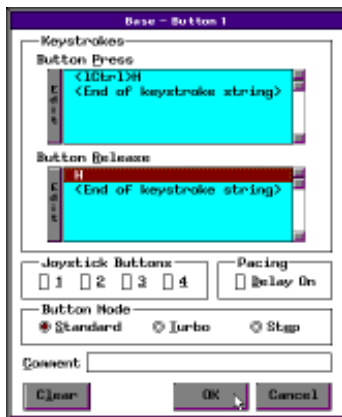 Base - Button 1
Keystrokes
Button Press
Edit
<lCtrl>H
<End of keystroke string>
Button Release
Edit
H
<End of keystroke string>
Joystick Buttons
1 2 3 4
Pacing
Delay On
Button Mode
Standard Turbo Step
Comment
Clear OK Cancel